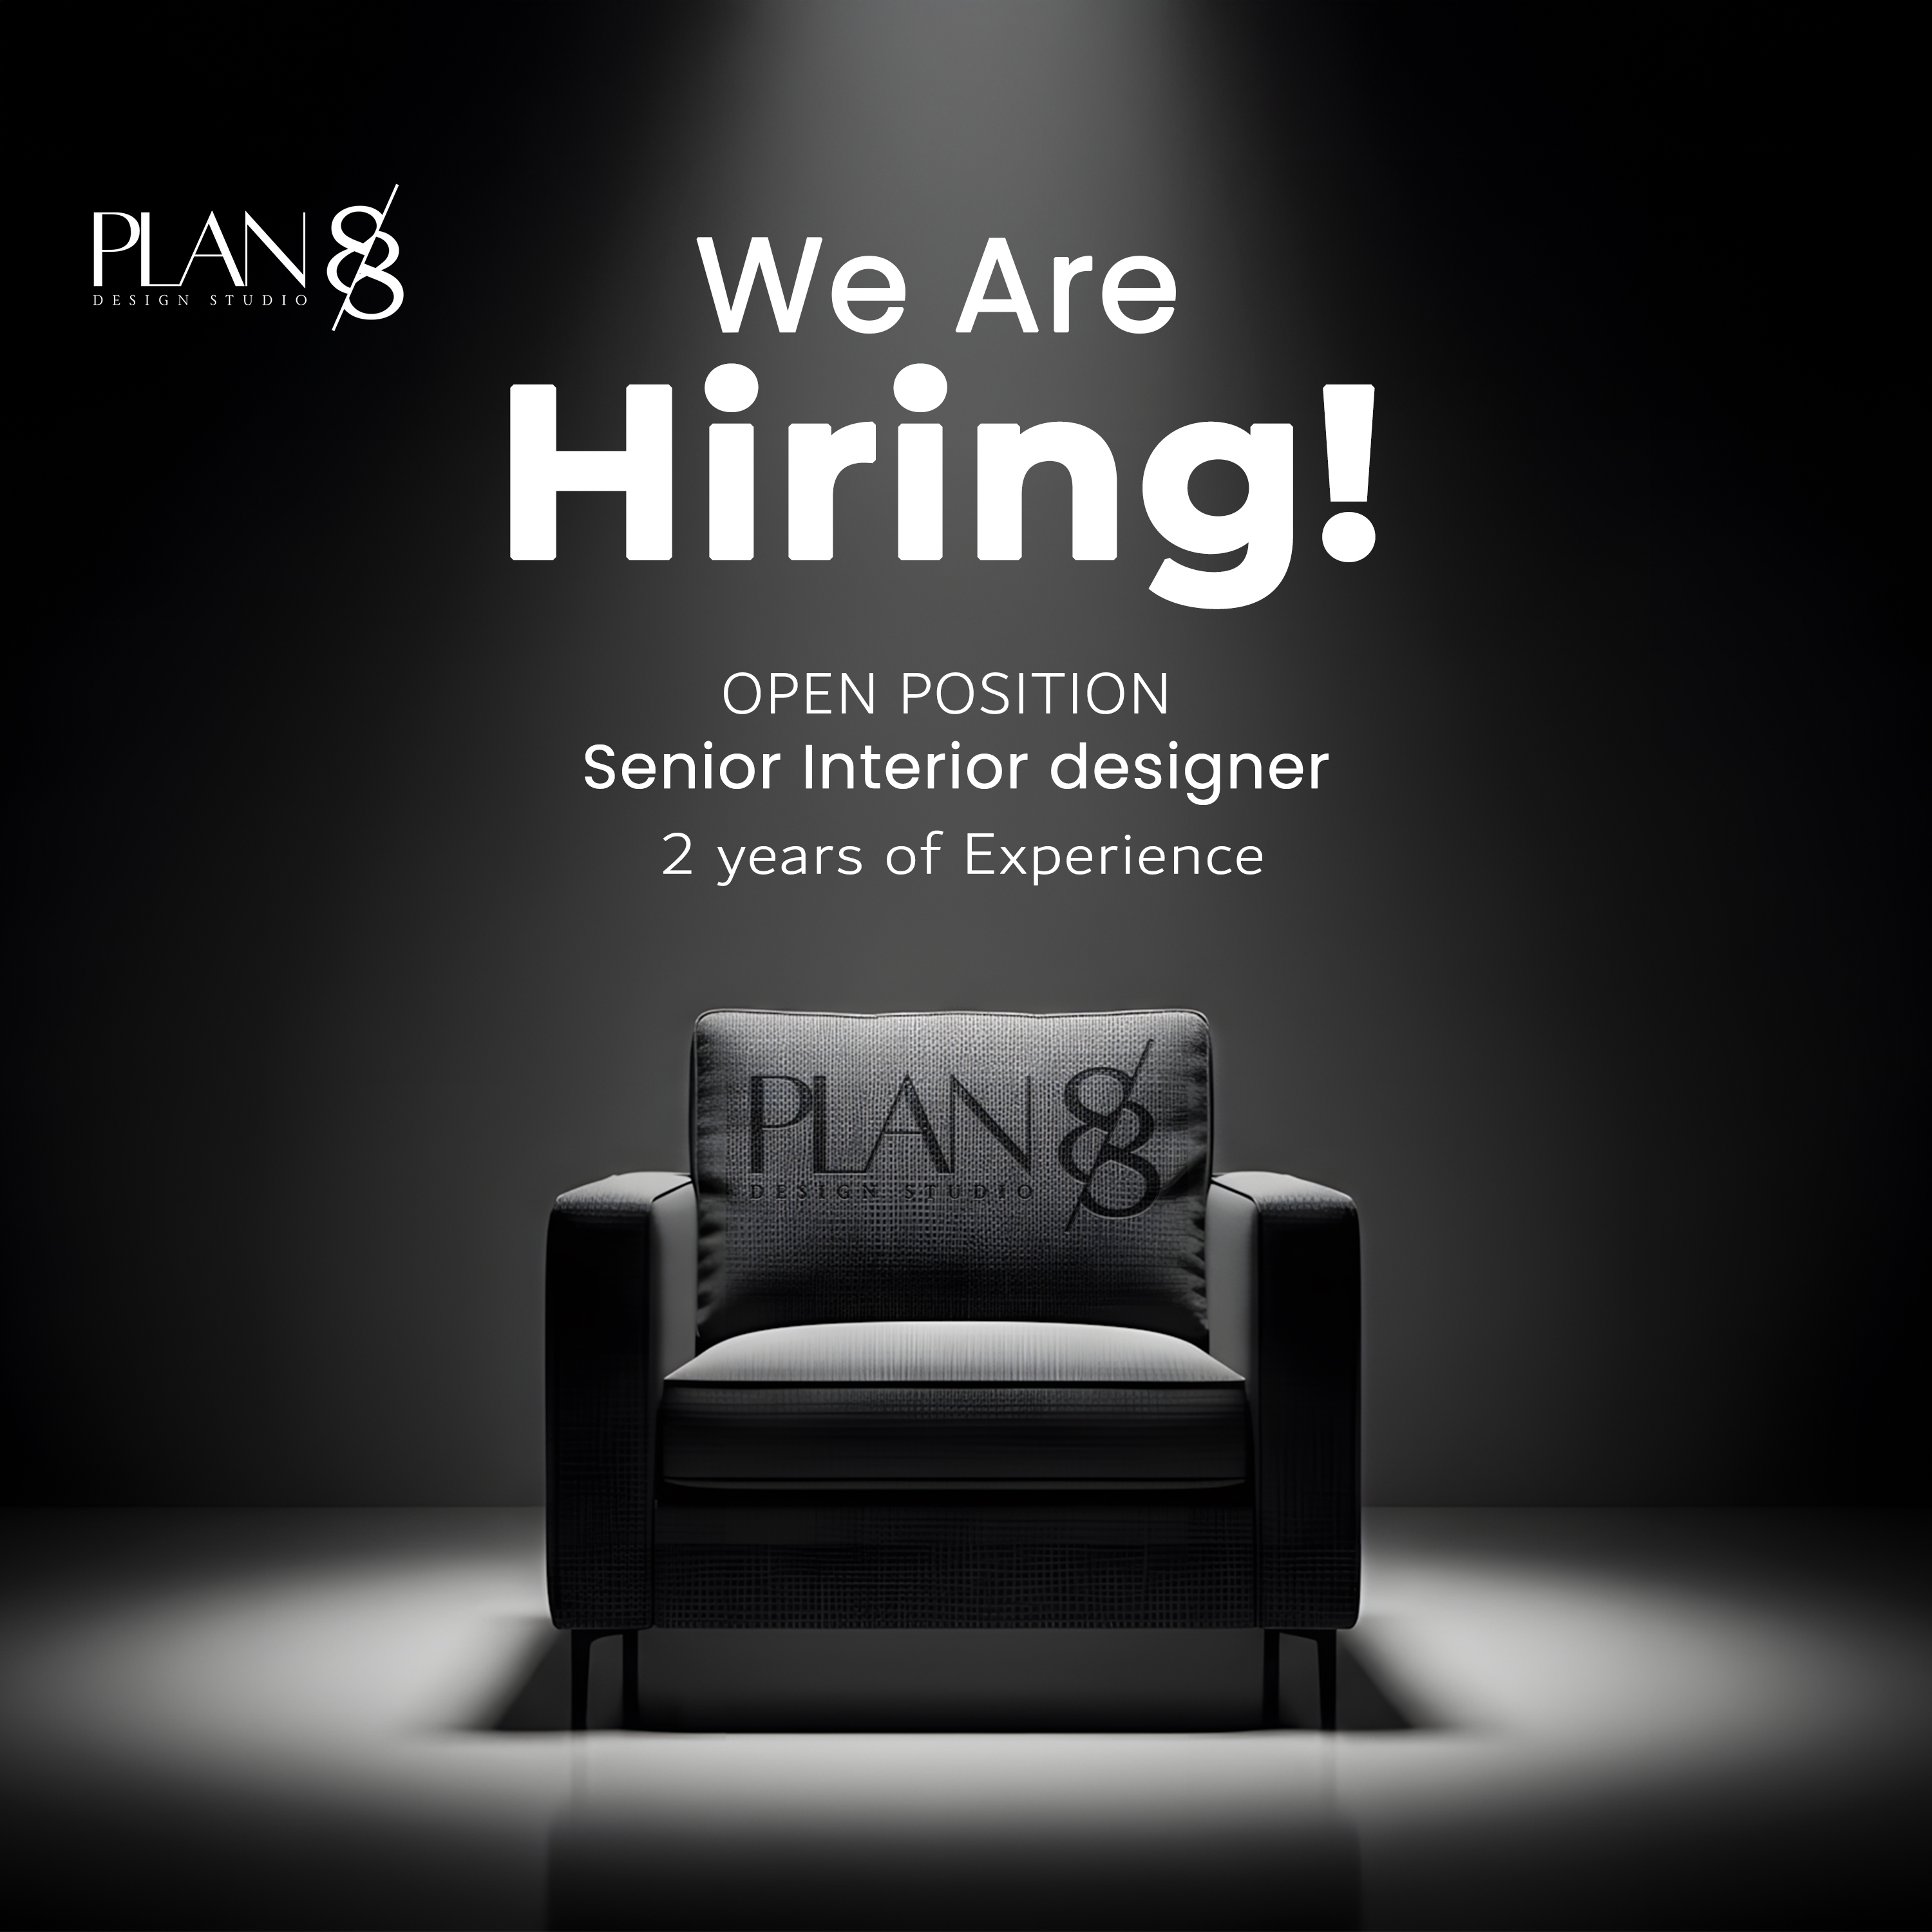 PLAN 8
DESIGN STUDIO
We Are
Hiring!
OPEN POSITION
Senior Interior designer
2 years of Experience
PLAN 8
DESIGN STUDIO